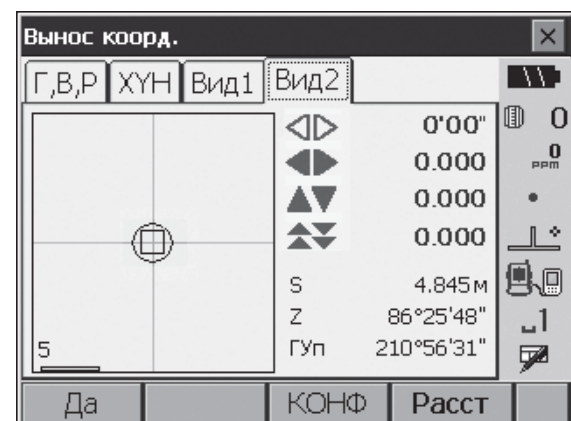 Вынос коорд.
Г,В,Р XYH Вид1 Вид2
0'00"
0.000
0.000
0.000
S 4.845м
Z 86°25'48"
ГУп 210°56'31"
5
0
0
ppm
1
Да КОНФ Расст